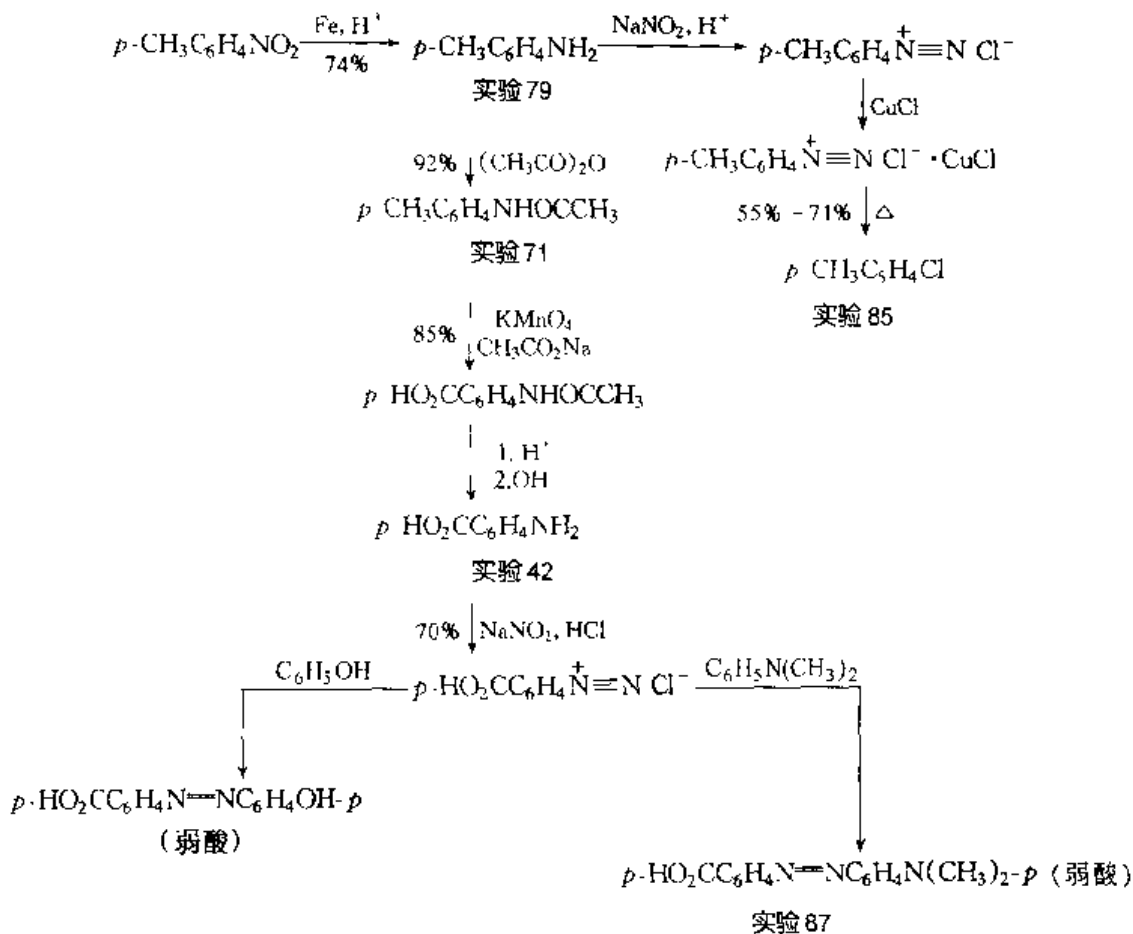 p-CH3C6H4NO2 Fe, H+ 74% p-CH3C6H4NH2 NaNO2, H+ p-CH3C6H4N+≡N Cl−
实验79
CuCl
p-CH3C6H4N+≡N Cl−·CuCl
92% (CH3CO)2O
p CH3C6H4NHOCCH3
实验71
55% -71% △
p CH3C5H4Cl
实验85
85% KMnO4
CH3CO2Na
p HO2CC6H4NHOCCH3
1. H+
2.OH
p HO2CC6H4NH2
实验42
70% NaNO2, HCl
C6H5OH p-HO2CC6H4N+≡N Cl− C6H5N(CH3)2
p-HO2CC6H4N=NC6H4OH-p
(弱酸)
p-HO2CC6H4N=NC6H4N(CH3)2-p (弱酸)
实验87